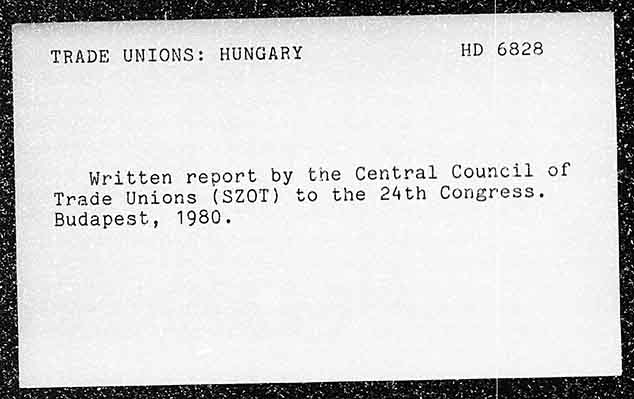 TRADE UNIONS: HUNGARY HD 6828
Written report by the Central Council of
Trade Unions (SZOT) to the 24th Congress.
Budapest, 1980.